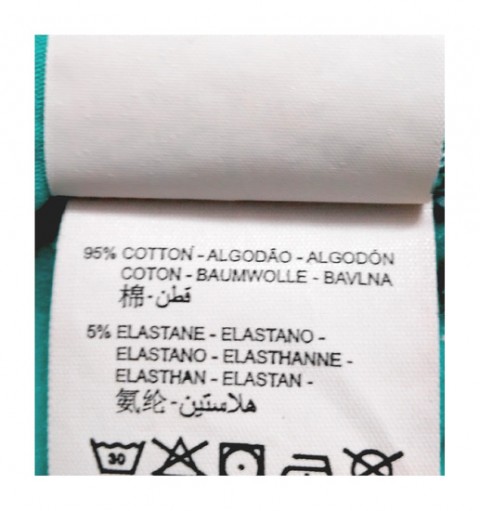 95% COTTON - ALGODÃO - ALGODÓN
COTON - BAUMWOLLE - BAVLNA
棉 - قطن
5% ELASTANE - ELASTANO -
ELASTANO - ELASTHANNE -
ELASTHAN - ELASTAN -
氨纶 - هلاستين
30